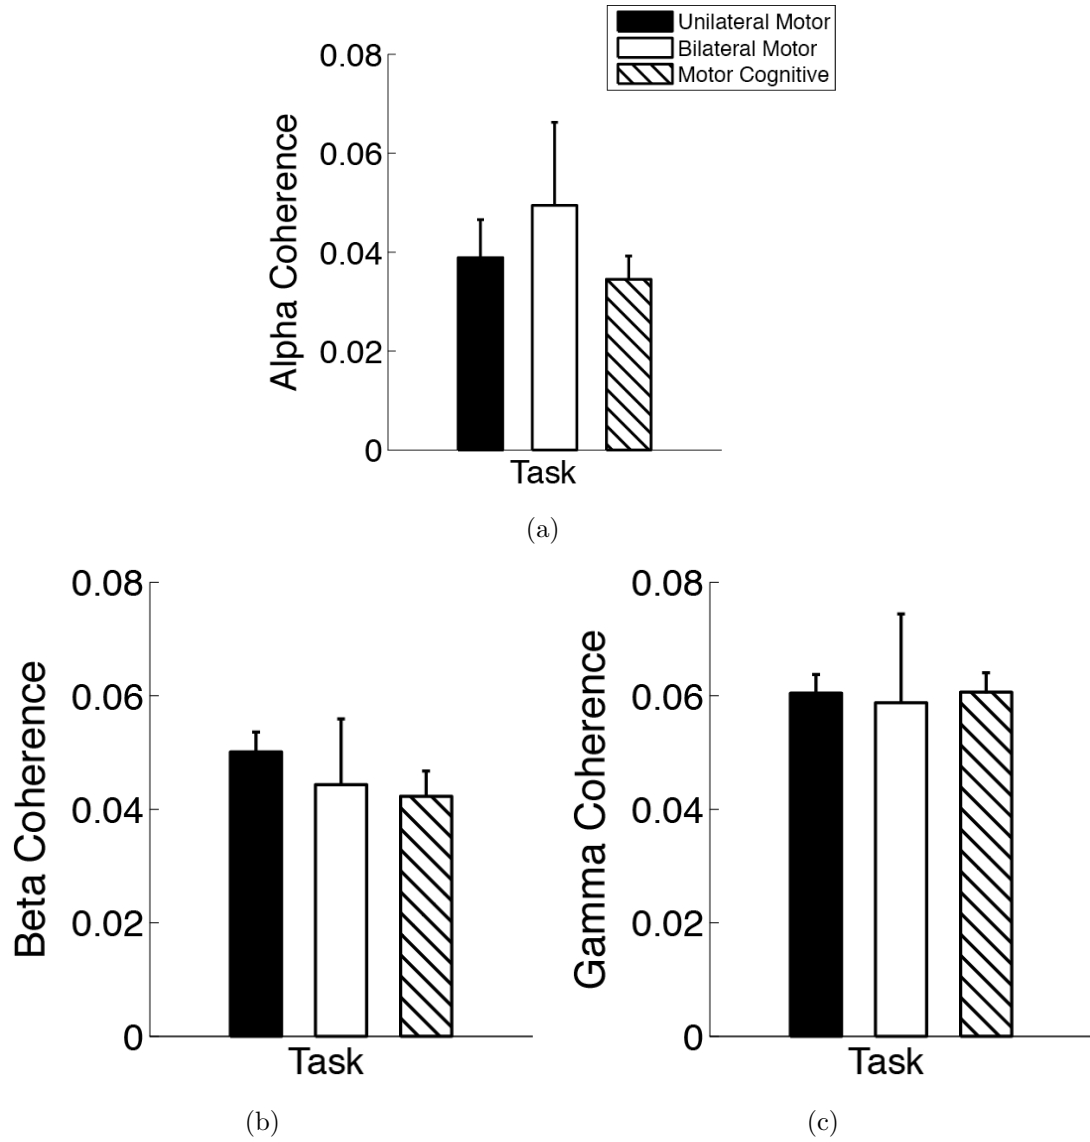 Unilateral Motor
Bilateral Motor
Motor Cognitive
0.08
0.06
0.04
0.02
0
Alpha Coherence
Task
(a)
0.08
0.06
0.04
0.02
0
Beta Coherence
Task
(b)
0.08
0.06
0.04
0.02
0
Gamma Coherence
Task
(c)